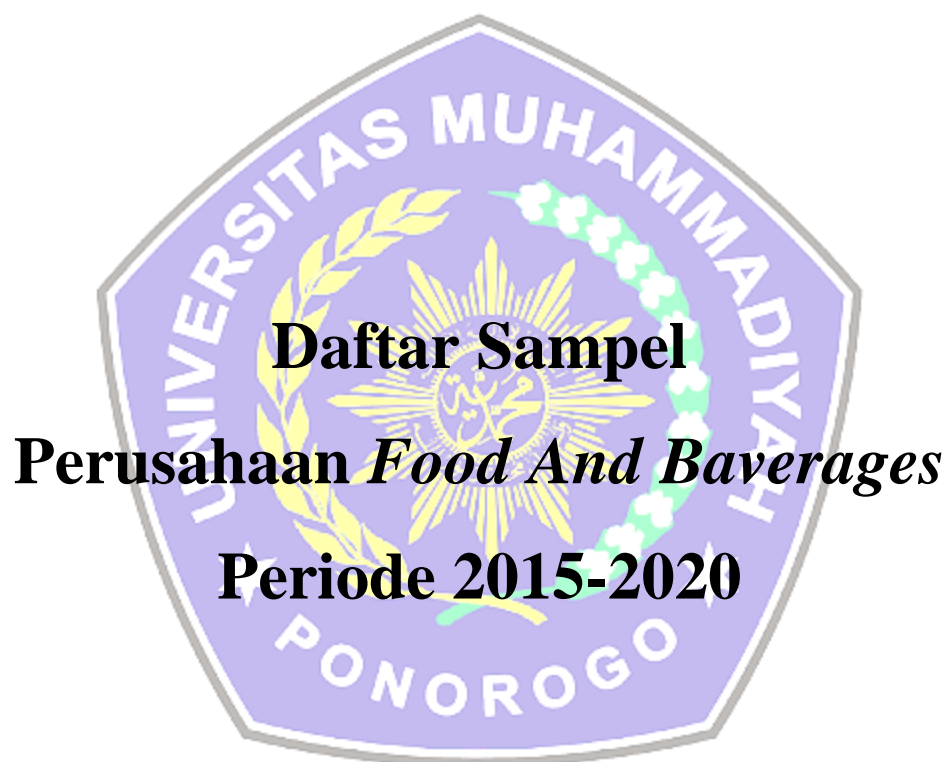 UNIVERSITAS MUHAMMADIYAH
Daftar Sampel
Perusahaan Food And Baverages
Periode 2015-2020
PONOROGO